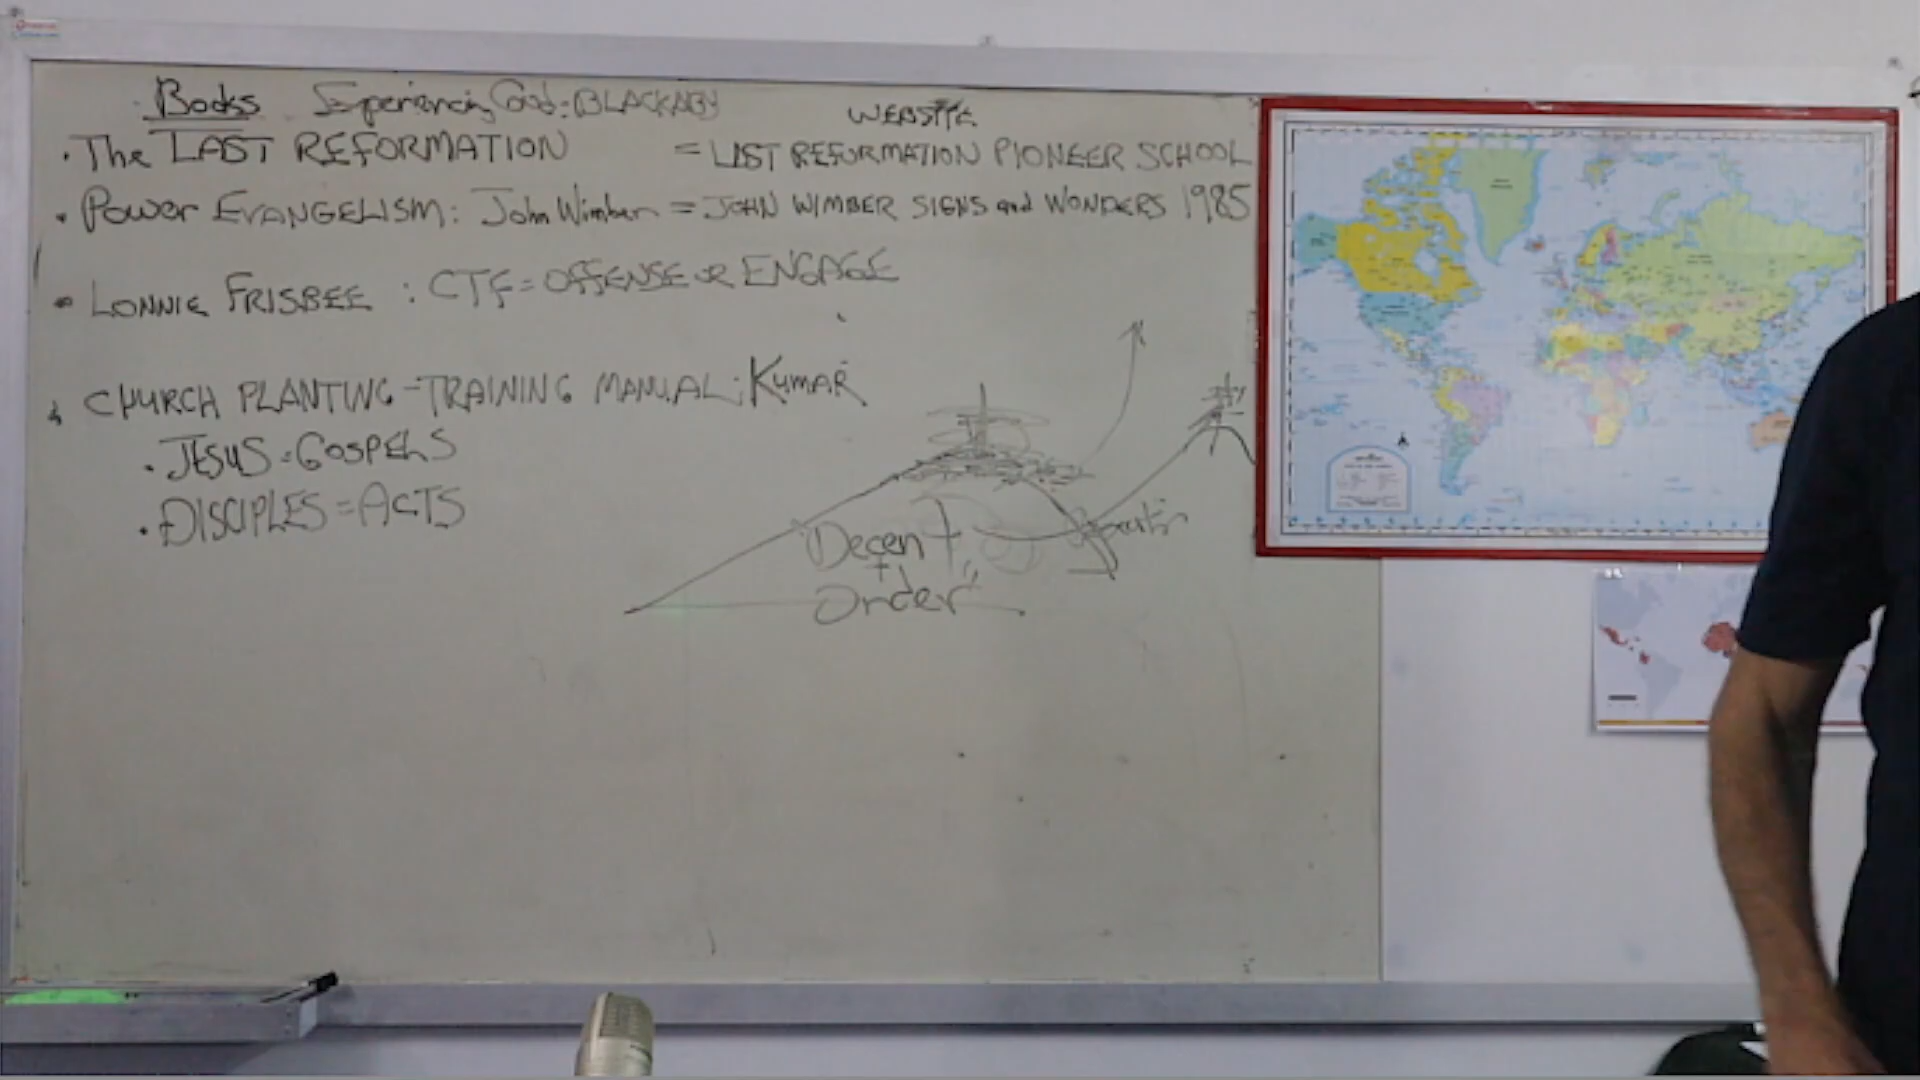 Books Experiencing God: BLACKABY
WEBSITE
• The LAST REFORMATION = LAST REFORMATION PIONEER SCHOOL
• Power EVANGELISM: John Wimber = JOHN WIMBER SIGNS and WONDERS 1985
• LONNIE FRISBEE : CTF = OFFENSE OR ENGAGE
• CHURCH PLANTING - TRAINING MANUAL: KUMAR
• JESUS = GOSPELS
• DISCIPLES = ACTS
Decent
+
Order"